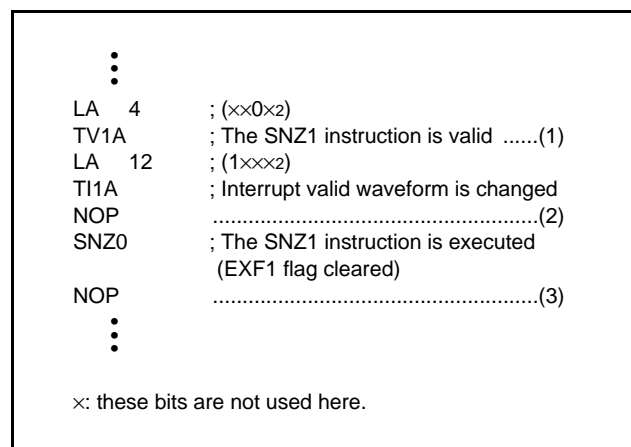 LA 4 ; (××0×2)
TV1A ; The SNZ1 instruction is valid ......(1)
LA 12 ; (1×××2)
TI1A ; Interrupt valid waveform is changed
NOP ......................................................(2)
SNZ0 ; The SNZ1 instruction is executed
(EXF1 flag cleared)
NOP ......................................................(3)
×: these bits are not used here.